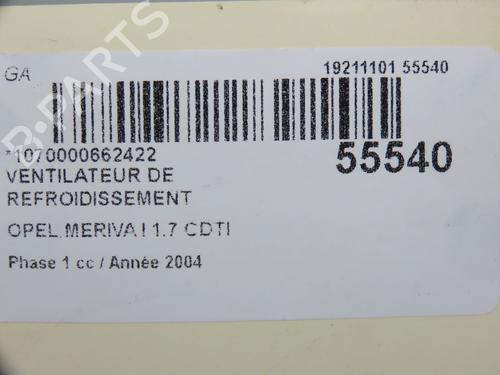 GA
19211101 55540
B-PARTS
*1070000662422
55540
VENTILATEUR DE
REFROIDISSEMENT
OPEL MERIVA I 1.7 CDTI
Phase 1 cc / Année 2004